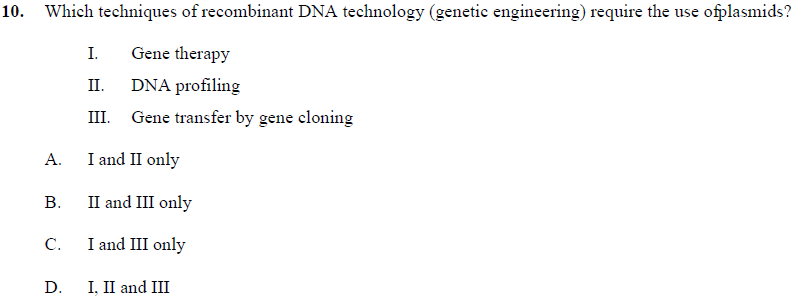 10. Which techniques of recombinant DNA technology (genetic engineering) require the use ofplasmids?
I. Gene therapy
II. DNA profiling
III. Gene transfer by gene cloning
A. I and II only
B. II and III only
C. I and III only
D. I, II and III